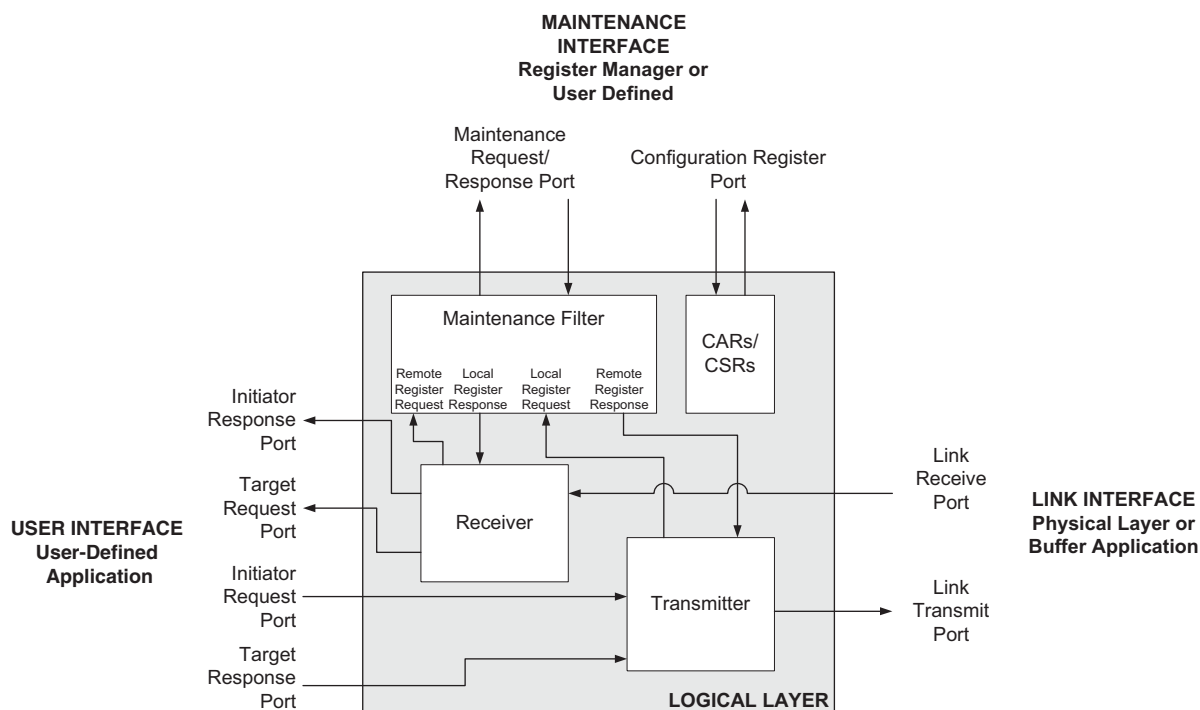 MAINTENANCE
INTERFACE
Register Manager or
User Defined
Maintenance
Request/
Response Port
Configuration Register
Port
Maintenance Filter
Remote
Register
Request
Local
Register
Response
Local
Register
Request
Remote
Register
Response
CARs/
CSRs
Initiator
Response
Port
Target
Request
Port
USER INTERFACE
User-Defined
Application
Initiator
Request
Port
Target
Response
Port
Receiver
Transmitter
Link
Receive
Port
LINK INTERFACE
Physical Layer or
Buffer Application
Link
Transmit
Port
LOGICAL LAYER